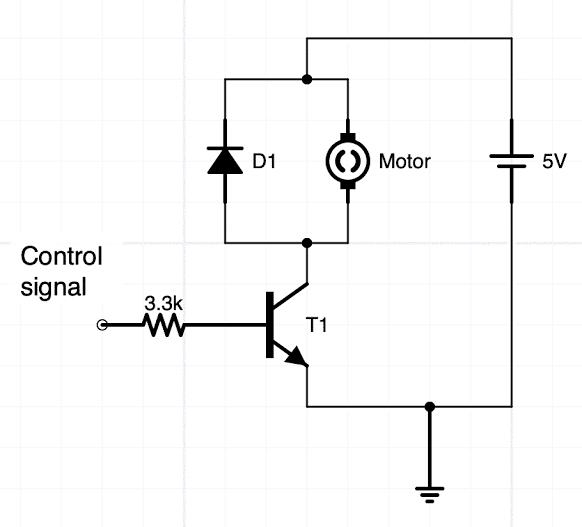 D1
Motor
5V
Control
signal
3.3k
T1